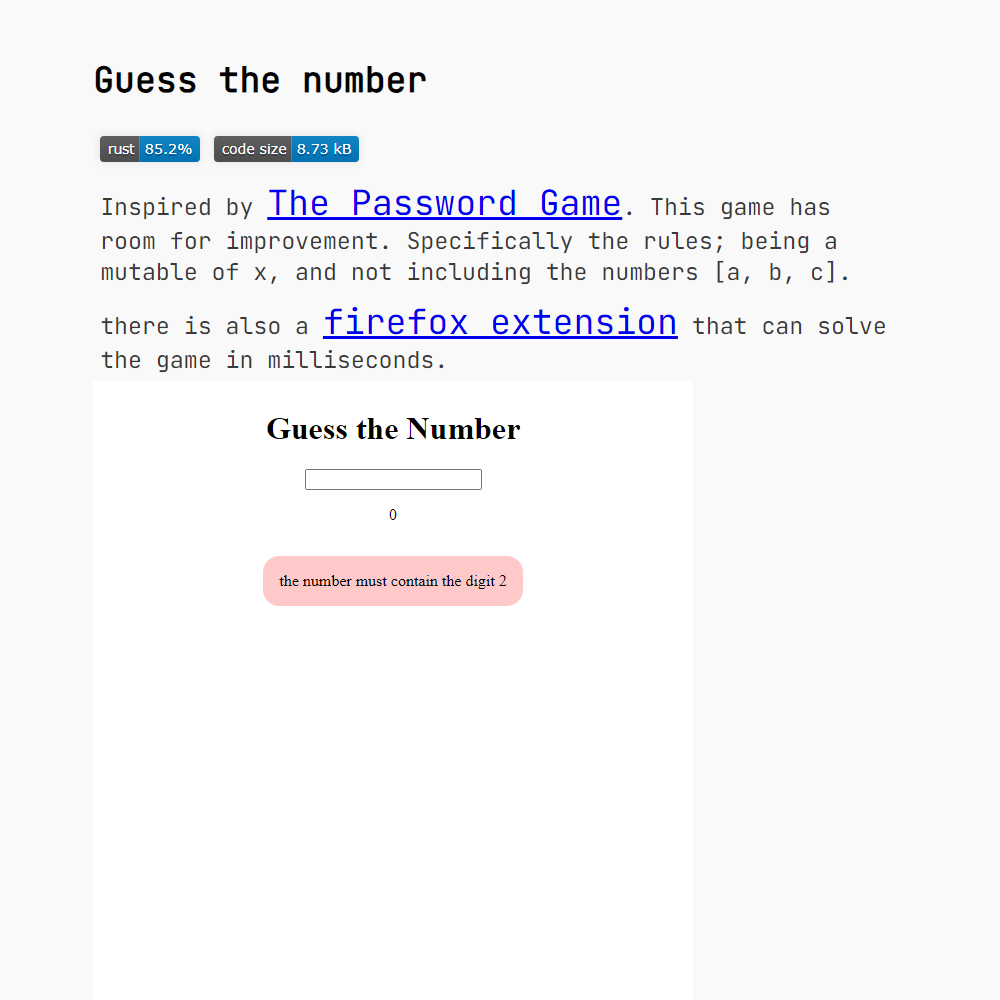 Guess the number
rust 85.2% code size 8.73 kB
Inspired by The Password Game. This game has
room for improvement. Specifically the rules; being a
mutable of x, and not including the numbers [a, b, c].
there is also a firefox extension that can solve
the game in milliseconds.
Guess the Number
0
the number must contain the digit 2